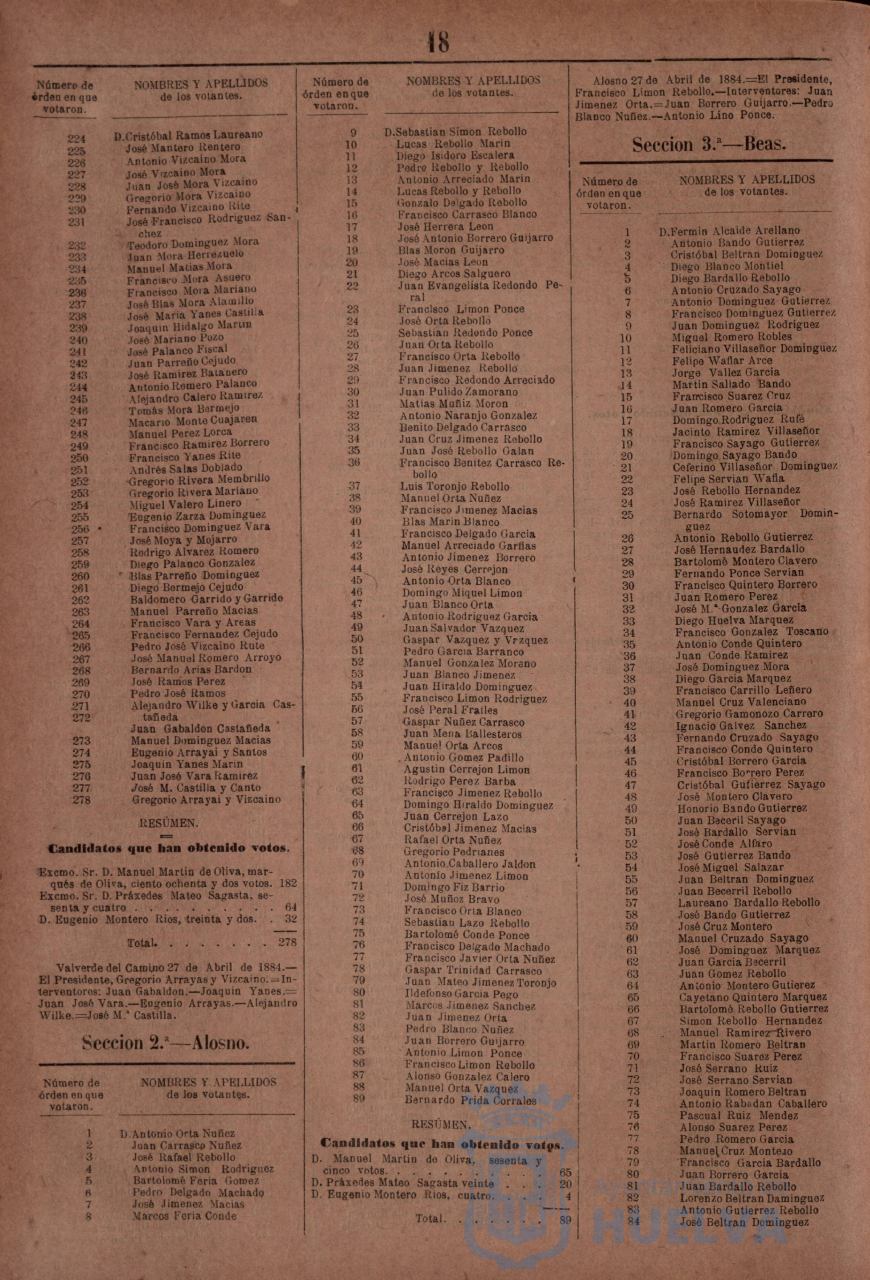 18
Número de órden en que votaron.
NOMBRES Y APELLIDOS de los votantes.
224 D.Cristóbal Ramos Laureano
225 José Mantero Rentero
226 Antonio Vizcaino Mora
227 José Vizcaino Mora
228 Juan José Mora Vizcaino
229 Gregorio Mora Vizcaino
230 Fernando Vizcaino Rite
231 José Francisco Rodriguez San-
chez
232 Teodoro Dominguez Mora
233 Juan Mora Herrezuelo
234 Manuel Matias Mora
235 Francisco Mora Asuero
236 Francisco Mora Mariano
237 José Blas Mora Alamillo
238 José Maria Yanes Castilla
239 Joaquin Hidalgo Martin
240 José Mariano Pozo
241 José Palanco Fiscal
242 Juan Parreño Cejudo
243 José Ramirez Batanero
244 Antonio Romero Palanco
245 Alejandro Calero Ramirez
246 Tomás Mora Bermejo
247 Macario Monte Cuajaren
248 Manuel Perez Lorca
249 Francisco Ramirez Borrero
250 Francisco Yanes Rite
251 Andrés Salas Doblado
252 Gregorio Rivera Membrillo
253 Gregorio Rivera Mariano
254 Miguel Valero Linero
255 Eugenio Zarza Dominguez
256 Francisco Dominguez Vara
257 José Moya y Mojarro
258 Rodrigo Alvarez Romero
259 Diego Palanco Gonzalez
260 Blas Parreño Dominguez
261 Diego Bermejo Cejudo
262 Baldomero Garrido y Garrido
263 Manuel Parreño Macias
264 Francisco Vara y Areas
265 Francisco Fernandez Cejudo
266 Pedro José Vizcaino Rute
267 José Manuel Romero Arroyo
268 Bernardo Arias Bardon
269 José Ramos Perez
270 Pedro José Ramos
271 Alejandro Wilke y Garcia Cas-
272 tañeda
Juan Gabaldon Castañeda
273 Manuel Dominguez Macias
274 Eugenio Arrayai y Santos
275 Joaquin Yanes Marin
276 Juan José Vara Ramirez
277 José M. Castilla y Canto
278 Gregorio Arrayai y Vizcaino
RESÚMEN.
Candidatos que han obtenido votos.
Excmo. Sr. D. Manuel Martin de Oliva, mar-
qués de Oliva, ciento ochenta y dos votos. 182
Excmo. Sr. D. Práxedes Mateo Sagasta, se-
senta y cuatro . . . . . . . . . . 64
D. Eugenio Montero Rios, treinta y dos. . 32
Total. . . . . . . . 278
Valverde del Camino 27 de Abril de 1884.—
El Presidente, Gregorio Arrayas y Vizcaino.=In-
terventores: Juan Gabaldon.—Joaquin Yanes.=
Juan José Vara.—Eugenio Arrayas.—Alejandro
Wilke.=José M.ª Castilla.
Seccion 2.ª—Alosno.
Número de órden en que votaron.
NOMBRES Y APELLIDOS de los votantes.
1 D.Antonio Orta Nuñez
2 Juan Carrasco Nuñez
3 José Rafael Rebollo
4 Antonio Simon Rodriguez
5 Bartolomé Feria Gomez
6 Pedro Delgado Machado
7 José Jimenez Macias
8 Marcos Feria Conde
Número de órden en que votaron.
NOMBRES Y APELLIDOS de los votantes.
9 D.Sebastian Simon Rebollo
10 Lucas Rebollo Marin
11 Diego Isidoro Escalera
12 Pedro Rebollo y Rebollo
13 Antonio Arreciado Marin
14 Lucas Rebollo y Rebollo
15 Gonzalo Delgado Rebollo
16 Francisco Carrasco Blanco
17 José Herrera Leon
18 José Antonio Borrero Guijarro
19 Blas Moron Guijarro
20 José Macias Leon
21 Diego Arcos Salguero
22 Juan Evangelista Redondo Pe-
ral
23 Francisco Limon Ponce
24 José Orta Rebollo
25 Sebastian Redondo Ponce
26 Juan Orta Rebollo
27 Francisco Orta Rebollo
28 Juan Jimenez Rebollo
29 Francisco Redondo Arreciado
30 Juan Pulido Zamorano
31 Matias Muñiz Moron
32 Antonio Naranjo Gonzalez
33 Benito Delgado Carrasco
34 Juan Cruz Jimenez Rebollo
35 Juan José Rebollo Galan
36 Francisco Benitez Carrasco Re-
bollo
37 Luis Toronjo Rebollo
38 Manuel Orta Nuñez
39 Francisco Jimenez Macias
40 Blas Marin Blanco
41 Francisco Delgado Garcia
42 Manuel Arreciado Garfias
43 Antonio Jimenez Borrero
44 José Reyes Cerrejon
45 Antonio Orta Blanco
46 Domingo Miquel Limon
47 Juan Blanco Orta
48 Antonio Rodriguez Garcia
49 Juan Salvador Vazquez
50 Gaspar Vazquez y Vrzquez
51 Pedro Garcia Barranco
52 Manuel Gonzalez Morano
53 Juan Blanco Jimenez
54 Juan Hiraldo Dominguez
55 Francisco Limon Rodriguez
56 José Peral Frailes
57 Gaspar Nuñez Carrasco
58 Juan Mena Ballesteros
59 Manuel Orta Arcos
60 Antonio Gomez Padillo
61 Agustin Cerrejon Limon
62 Rodrigo Perez Barba
63 Francisco Jimenez Rebollo
64 Domingo Hiraldo Dominguez
65 Juan Cerrejon Lazo
66 Cristóbal Jimenez Macias
67 Rafael Orta Nuñez
68 Gregorio Pedrianes
69 Antonio Caballero Jaldon
70 Antonio Jimenez Limon
71 Domingo Fiz Barrio
72 José Muñoz Bravo
73 Francisco Orta Blanco
74 Sebastian Lazo Rebollo
75 Bartolomé Conde Ponce
76 Francisco Delgado Machado
77 Francisco Javier Orta Nuñez
78 Gaspar Trinidad Carrasco
79 Juan Mateo Jimenez Toronjo
80 Ildefonso Garcia Pego
81 Marcos Jimenez Sanchez
82 Juan Jimenez Orta
83 Pedro Blanco Nuñez
84 Juan Borrero Guijarro
85 Antonio Limon Ponce
86 Francisco Limon Rebollo
87 Alonso Gonzalez Calero
88 Manuel Orta Vazquez
89 Bernardo Prida Corrales
RESÚMEN.
Candidatos que han obtenido votos.
D. Manuel Martin de Oliva, sesenta y
cinco votos. . . . . . . . . . . 65
D. Práxedes Mateo Sagasta veinte . . . 20
D. Eugenio Montero Rios, cuatro. . . . 4
Total. . . . . . . 89
Alosno 27 de Abril de 1884.=El Presidente,
Francisco Limon Rebollo.—Interventores: Juan
Jimenez Orta.=Juan Borrero Guijarro.—Pedro
Blanco Nuñez.—Antonio Lino Ponce.
Seccion 3.ª—Beas.
Número de órden en que votaron.
NOMBRES Y APELLIDOS de los votantes.
1 D.Fermin Alcaide Arellano
2 Antonio Bando Gutierrez
3 Cristóbal Beltran Dominguez
4 Diego Blanco Montiel
5 Diego Bardallo Rebollo
6 Antonio Cruzado Sayago
7 Antonio Dominguez Gutierrez
8 Francisco Dominguez Gutierrez
9 Juan Dominguez Rodriguez
10 Miguel Romero Robles
11 Feliciano Villaseñor Dominguez
12 Felipe Wafiar Arce
13 Jorge Vallez Garcia
14 Martin Sallado Bando
15 Francisco Suarez Cruz
16 Juan Romero Garcia
17 Domingo Rodriguez Rufé
18 Jacinto Ramirez Villaseñor
19 Francisco Sayago Gutierrez
20 Domingo Sayago Bando
21 Ceferino Villaseñor Dominguez
22 Felipe Servian Wafia
23 José Rebollo Hernandez
24 José Ramirez Villaseñor
25 Bernardo Sotomayor Domin-
guez
26 Antonio Rebollo Gutierrez
27 José Hernaudez Bardallo
28 Bartolomé Montero Clavero
29 Fernando Ponce Servian
30 Francisco Quintero Borrero
31 Juan Romero Perez
32 José M.ª Gonzalez Garcia
33 Diego Huelva Marquez
34 Francisco Gonzalez Toscano
35 Antonio Conde Quintero
36 Juan Conde Ramirez
37 José Dominguez Mora
38 Diego Garcia Marquez
39 Francisco Carrillo Leñero
40 Manuel Cruz Valenciano
41 Gregorio Gamonozo Carrero
42 Ignacio Galvez Sanchez
43 Fernando Cruzado Sayago
44 Francisco Conde Quintero
45 Cristóbal Borrero Garcia
46 Francisco Borrero Perez
47 Cristóbal Gutierrez Sayago
48 José Montero Clavero
49 Honorio Bando Gutierrez
50 Juan Beceril Sayago
51 José Bardallo Servian
52 José Conde Alfaro
53 José Gutierrez Bando
54 José Miguel Salazar
55 Juan Beltran Dominguez
56 Juan Becerril Rebollo
57 Laureano Bardallo Rebollo
58 José Bando Gutierrez
59 José Cruz Montero
60 Manuel Cruzado Sayago
61 José Dominguez Marquez
62 Juan Garcia Becerril
63 Juan Gomez Rebollo
64 Antonio Montero Gutierez
65 Cayetano Quintero Marquez
66 Bartolomé Rebollo Gutierrez
67 Simon Rebollo Hernandez
68 Manuel Ramirez Rivero
69 Martin Romero Beltran
70 Francisco Suarez Perez
71 José Serrano Ruiz
72 José Serrano Servian
73 Joaquin Romero Beltran
74 Antonio Rabadan Caballero
75 Pascual Ruiz Mendez
76 Alonso Suarez Perez
77 Pedro Romero Garcia
78 Manuel Cruz Montejo
79 Francisco Garcia Bardallo
80 Juan Borrero Garcia
81 Juan Bardallo Rebollo
82 Lorenzo Beltran Daminguez
83 Antonio Gutierrez Rebollo
84 José Beltran Dominguez
HUELVA